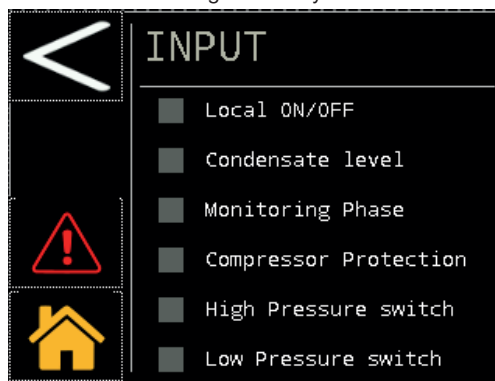 INPUT
Local ON/OFF
Condensate level
Monitoring Phase
Compressor Protection
High Pressure switch
Low Pressure switch